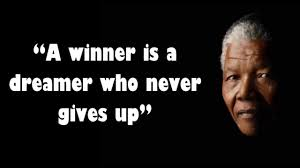 “A winner is a
dreamer who never
gives up”